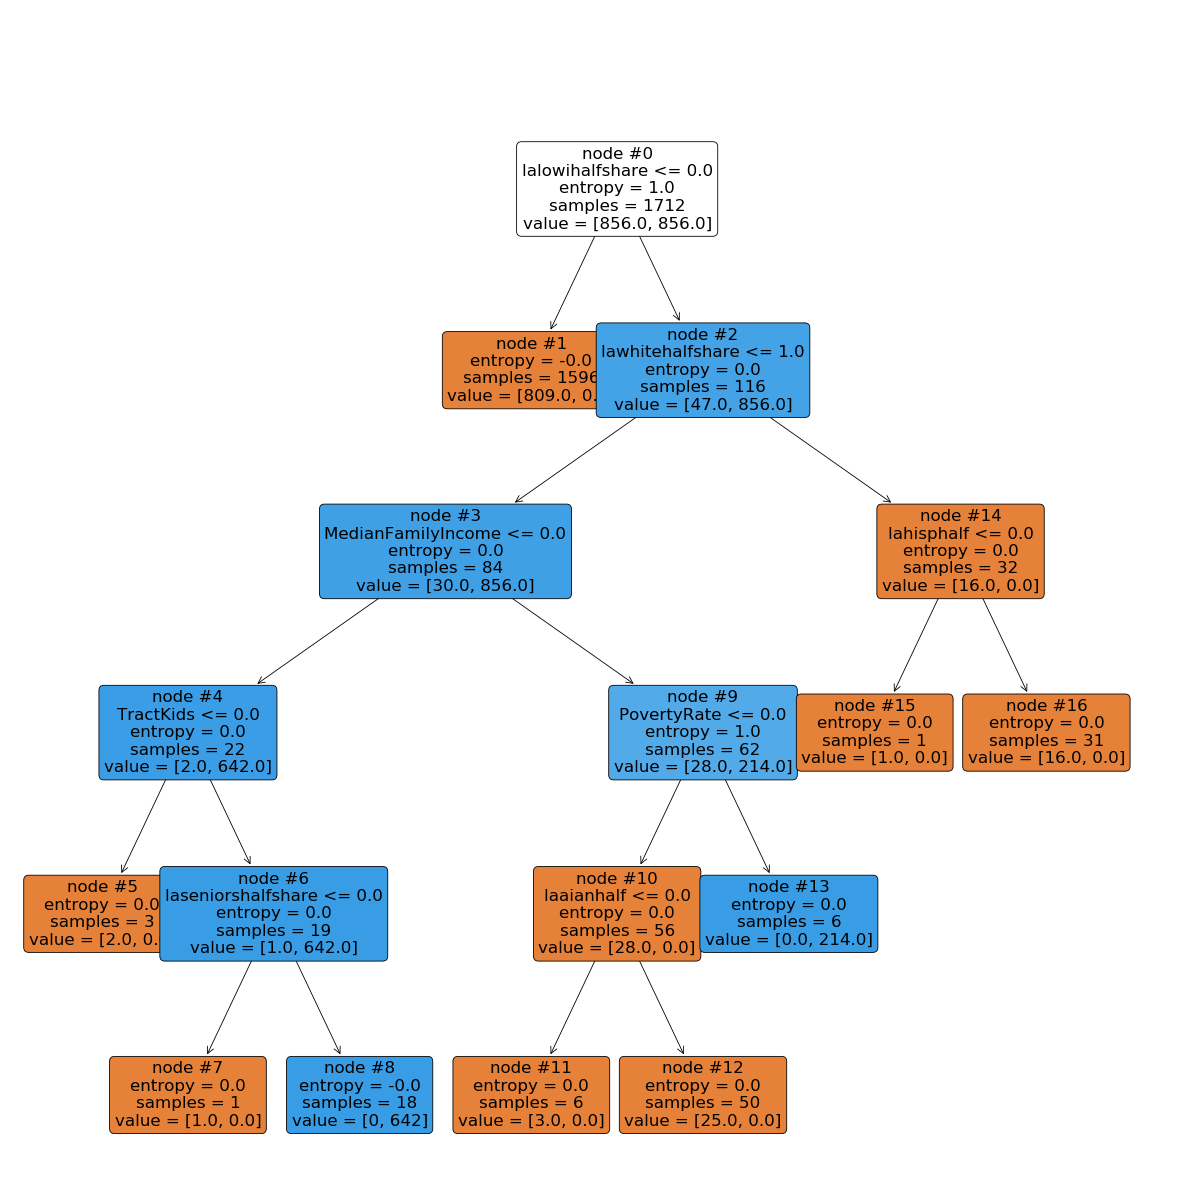 node #0
lalowihalfshare <= 0.0
entropy = 1.0
samples = 1712
value = [856.0, 856.0]
node #1
entropy = -0.0
samples = 1596
value = [809.0, 0.
node #2
lawhitehalfshare <= 1.0
entropy = 0.0
samples = 116
value = [47.0, 856.0]
node #3
MedianFamilyIncome <= 0.0
entropy = 0.0
samples = 84
value = [30.0, 856.0]
node #14
lahisphalf <= 0.0
entropy = 0.0
samples = 32
value = [16.0, 0.0]
node #4
TractKids <= 0.0
entropy = 0.0
samples = 22
value = [2.0, 642.0]
node #9
PovertyRate <= 0.0
entropy = 1.0
samples = 62
value = [28.0, 214.0]
node #15
entropy = 0.0
samples = 1
value = [1.0, 0.0]
node #16
entropy = 0.0
samples = 31
value = [16.0, 0.0]
node #5
entropy = 0.0
samples = 3
value = [2.0, 0.
node #6
laseniorshalfshare <= 0.0
entropy = 0.0
samples = 19
value = [1.0, 642.0]
node #10
laaianhalf <= 0.0
entropy = 0.0
samples = 56
value = [28.0, 0.0]
node #13
entropy = 0.0
samples = 6
value = [0.0, 214.0]
node #7
entropy = 0.0
samples = 1
value = [1.0, 0.0]
node #8
entropy = -0.0
samples = 18
value = [0, 642]
node #11
entropy = 0.0
samples = 6
value = [3.0, 0.0]
node #12
entropy = 0.0
samples = 50
value = [25.0, 0.0]